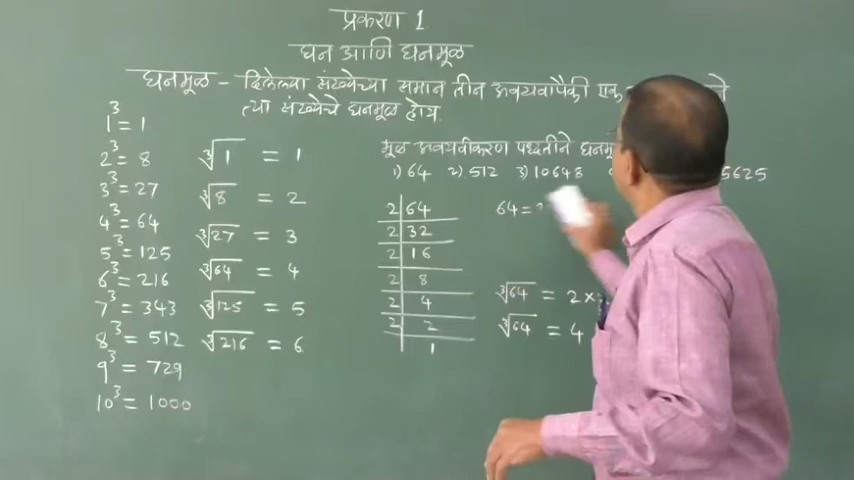 प्रकरण 1
घन आणि घनमूळ
घनमूळ - दिलेल्या संख्येच्या समान तीन अवयवापैकी एक
त्या संख्येचे घनमूळ होय.
1³ = 1
2³ = 8
3³ = 27
4³ = 64
5³ = 125
6³ = 216
7³ = 343
8³ = 512
9³ = 729
10³ = 1000
∛1 = 1
∛8 = 2
∛27 = 3
∛64 = 4
∛125 = 5
∛216 = 6
मूळ अवयवीकरण पध्दतीने
1) 64 2) 512 3) 10648 5625
2 | 64
2 | 32
2 | 16
2 | 8
2 | 4
2 | 2
1
64 =
∛64 = 2 ×
∛64 = 4